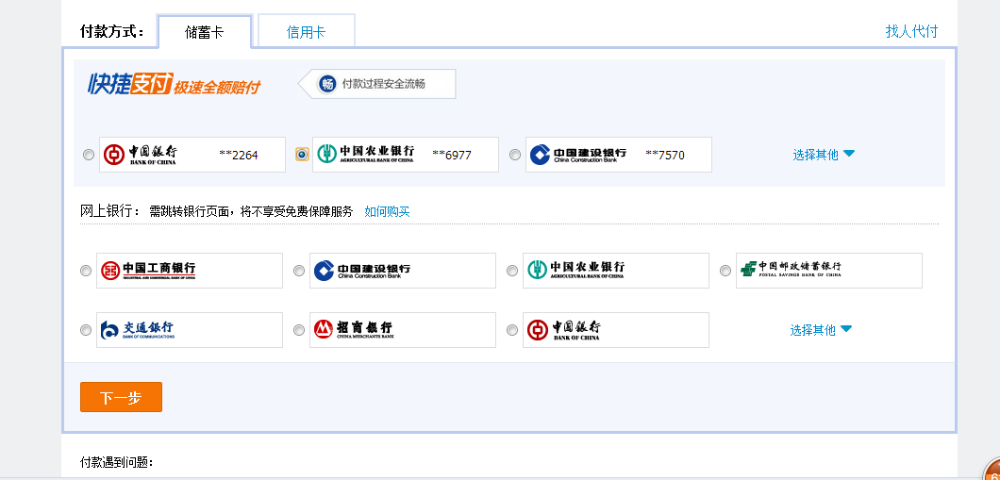 付款方式： 储蓄卡 信用卡 找人代付
快捷支付 极速全额赔付 畅 付款过程安全流畅
中国银行 BANK OF CHINA **2264 中国农业银行 AGRICULTURAL BANK OF CHINA **6977 中国建设银行 China Construction Bank **7570 选择其他
网上银行： 需跳转银行页面，将不享受免费保障服务 如何购买
中国工商银行 INDUSTRIAL AND COMMERCIAL BANK OF CHINA 中国建设银行 China Construction Bank 中国农业银行 AGRICULTURAL BANK OF CHINA 中国邮政储蓄银行 POSTAL SAVINGS BANK OF CHINA
交通銀行 BANK OF COMMUNICATIONS 招商银行 CHINA MERCHANTS BANK 中国银行 BANK OF CHINA 选择其他
下一步
付款遇到问题：